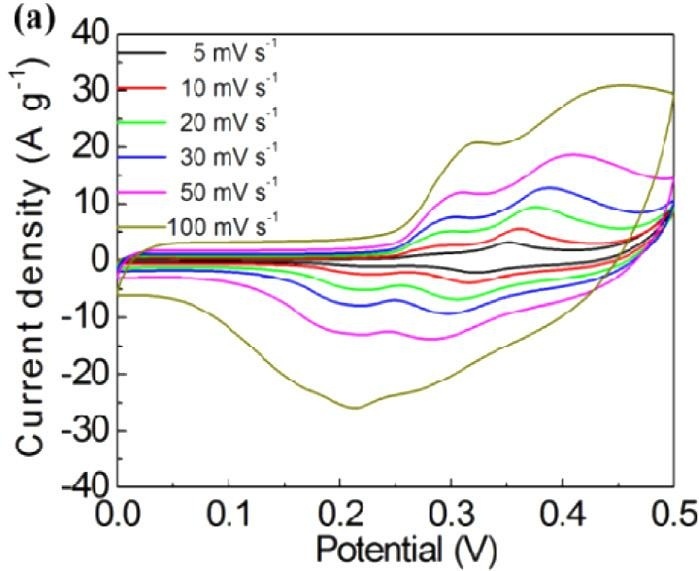 (a)
Current density (A g⁻¹)
40
30
20
10
0
-10
-20
-30
-40
5 mV s⁻¹
10 mV s⁻¹
20 mV s⁻¹
30 mV s⁻¹
50 mV s⁻¹
100 mV s⁻¹
0.0 0.1 0.2 0.3 0.4 0.5
Potential (V)